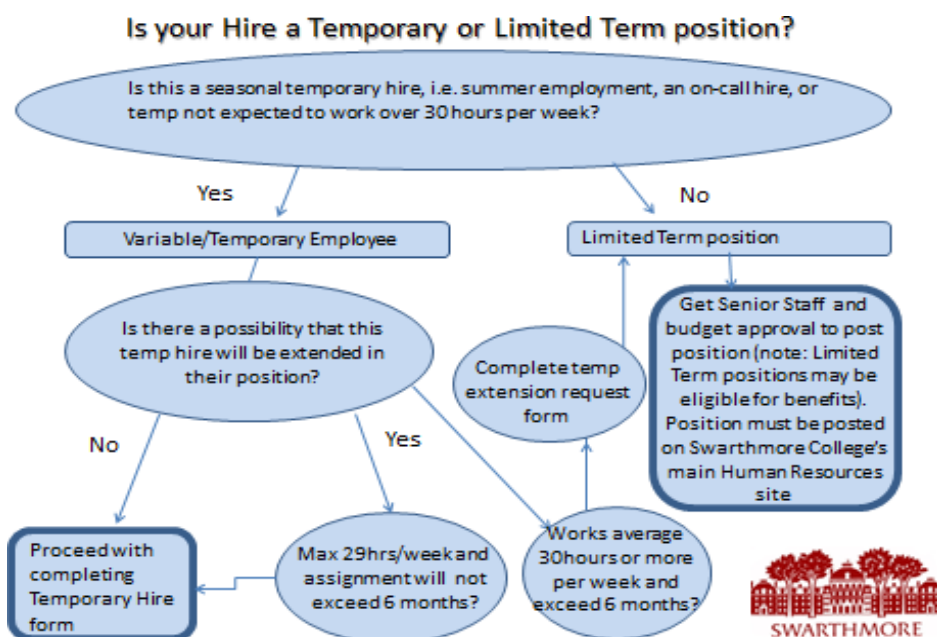 Is your Hire a Temporary or Limited Term position?
Is this a seasonal temporary hire, i.e. summer employment, an on-call hire, or
temp not expected to work over 30 hours per week?
Yes
No
Variable/Temporary Employee
Limited Term position
Is there a possibility that this
temp hire will be extended in
their position?
Complete temp
extension request
form
Get Senior Staff and
budget approval to post
position (note: Limited
Term positions may be
eligible for benefits).
Position must be posted
on Swarthmore College's
main Human Resources
site
No
Yes
Proceed with
completing
Temporary Hire
form
Max 29hrs/week and
assignment will not
exceed 6 months?
Works average
30hours or more
per week and
exceed 6 months?
SWARTHMORE